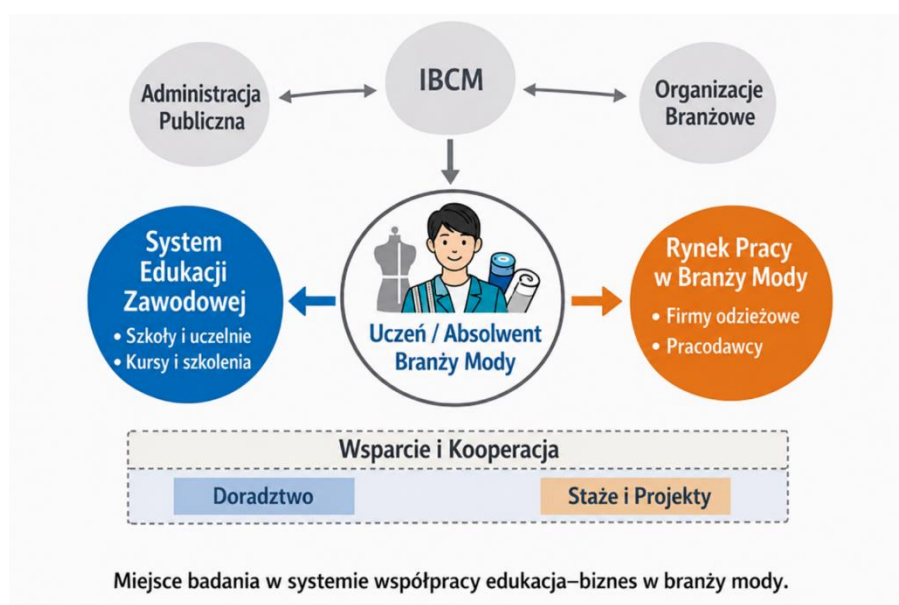 Administracja
Publiczna
IBCM
Organizacje
Branżowe
System
Edukacji
Zawodowej
• Szkoły i uczelnie
• Kursy i szkolenia
Uczeń / Absolwent
Branży Mody
Rynek Pracy
w Branży Mody
• Firmy odzieżowe
• Pracodawcy
Wsparcie i Kooperacja
Doradztwo
Staże i Projekty
Miejsce badania w systemie współpracy edukacja–biznes w branży mody.